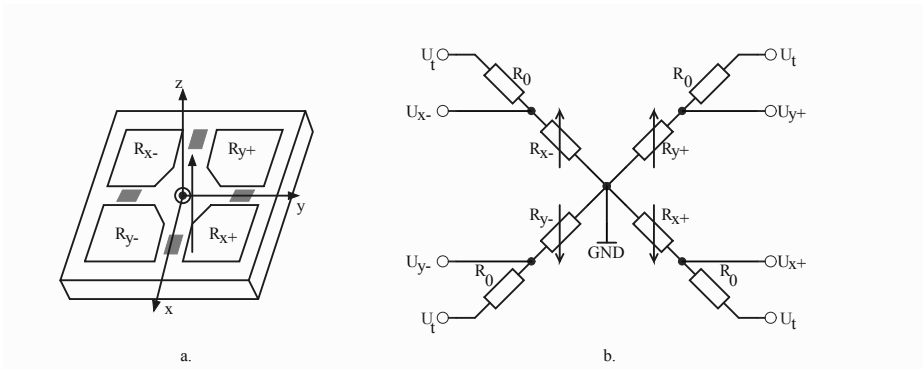 z
Rx-
Ry+
y
Ry-
Rx+
x
a.
Ut
R0
R0
Ut
Ux-
Uy+
Rx-
Ry+
Ry-
Rx+
GND
Uy-
R0
R0
Ux+
Ut
Ut
b.